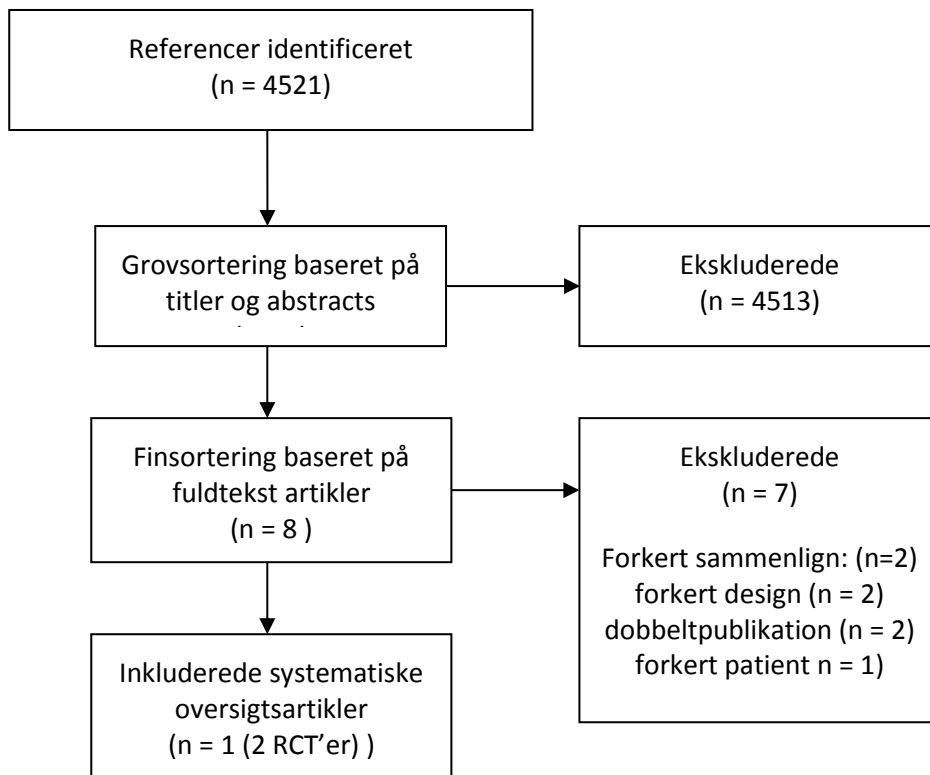 Referencer identificeret
(n = 4521)
Grovsortering baseret på
titler og abstracts
Ekskluderede
(n = 4513)
Finsortering baseret på
fuldtekst artikler
(n = 8 )
Ekskluderede
(n = 7)
Forkert sammenlign: (n=2)
forkert design (n = 2)
dobbeltpublikation (n = 2)
forkert patient n = 1)
Inkluderede systematiske
oversigtsartikler
(n = 1 (2 RCT’er) )